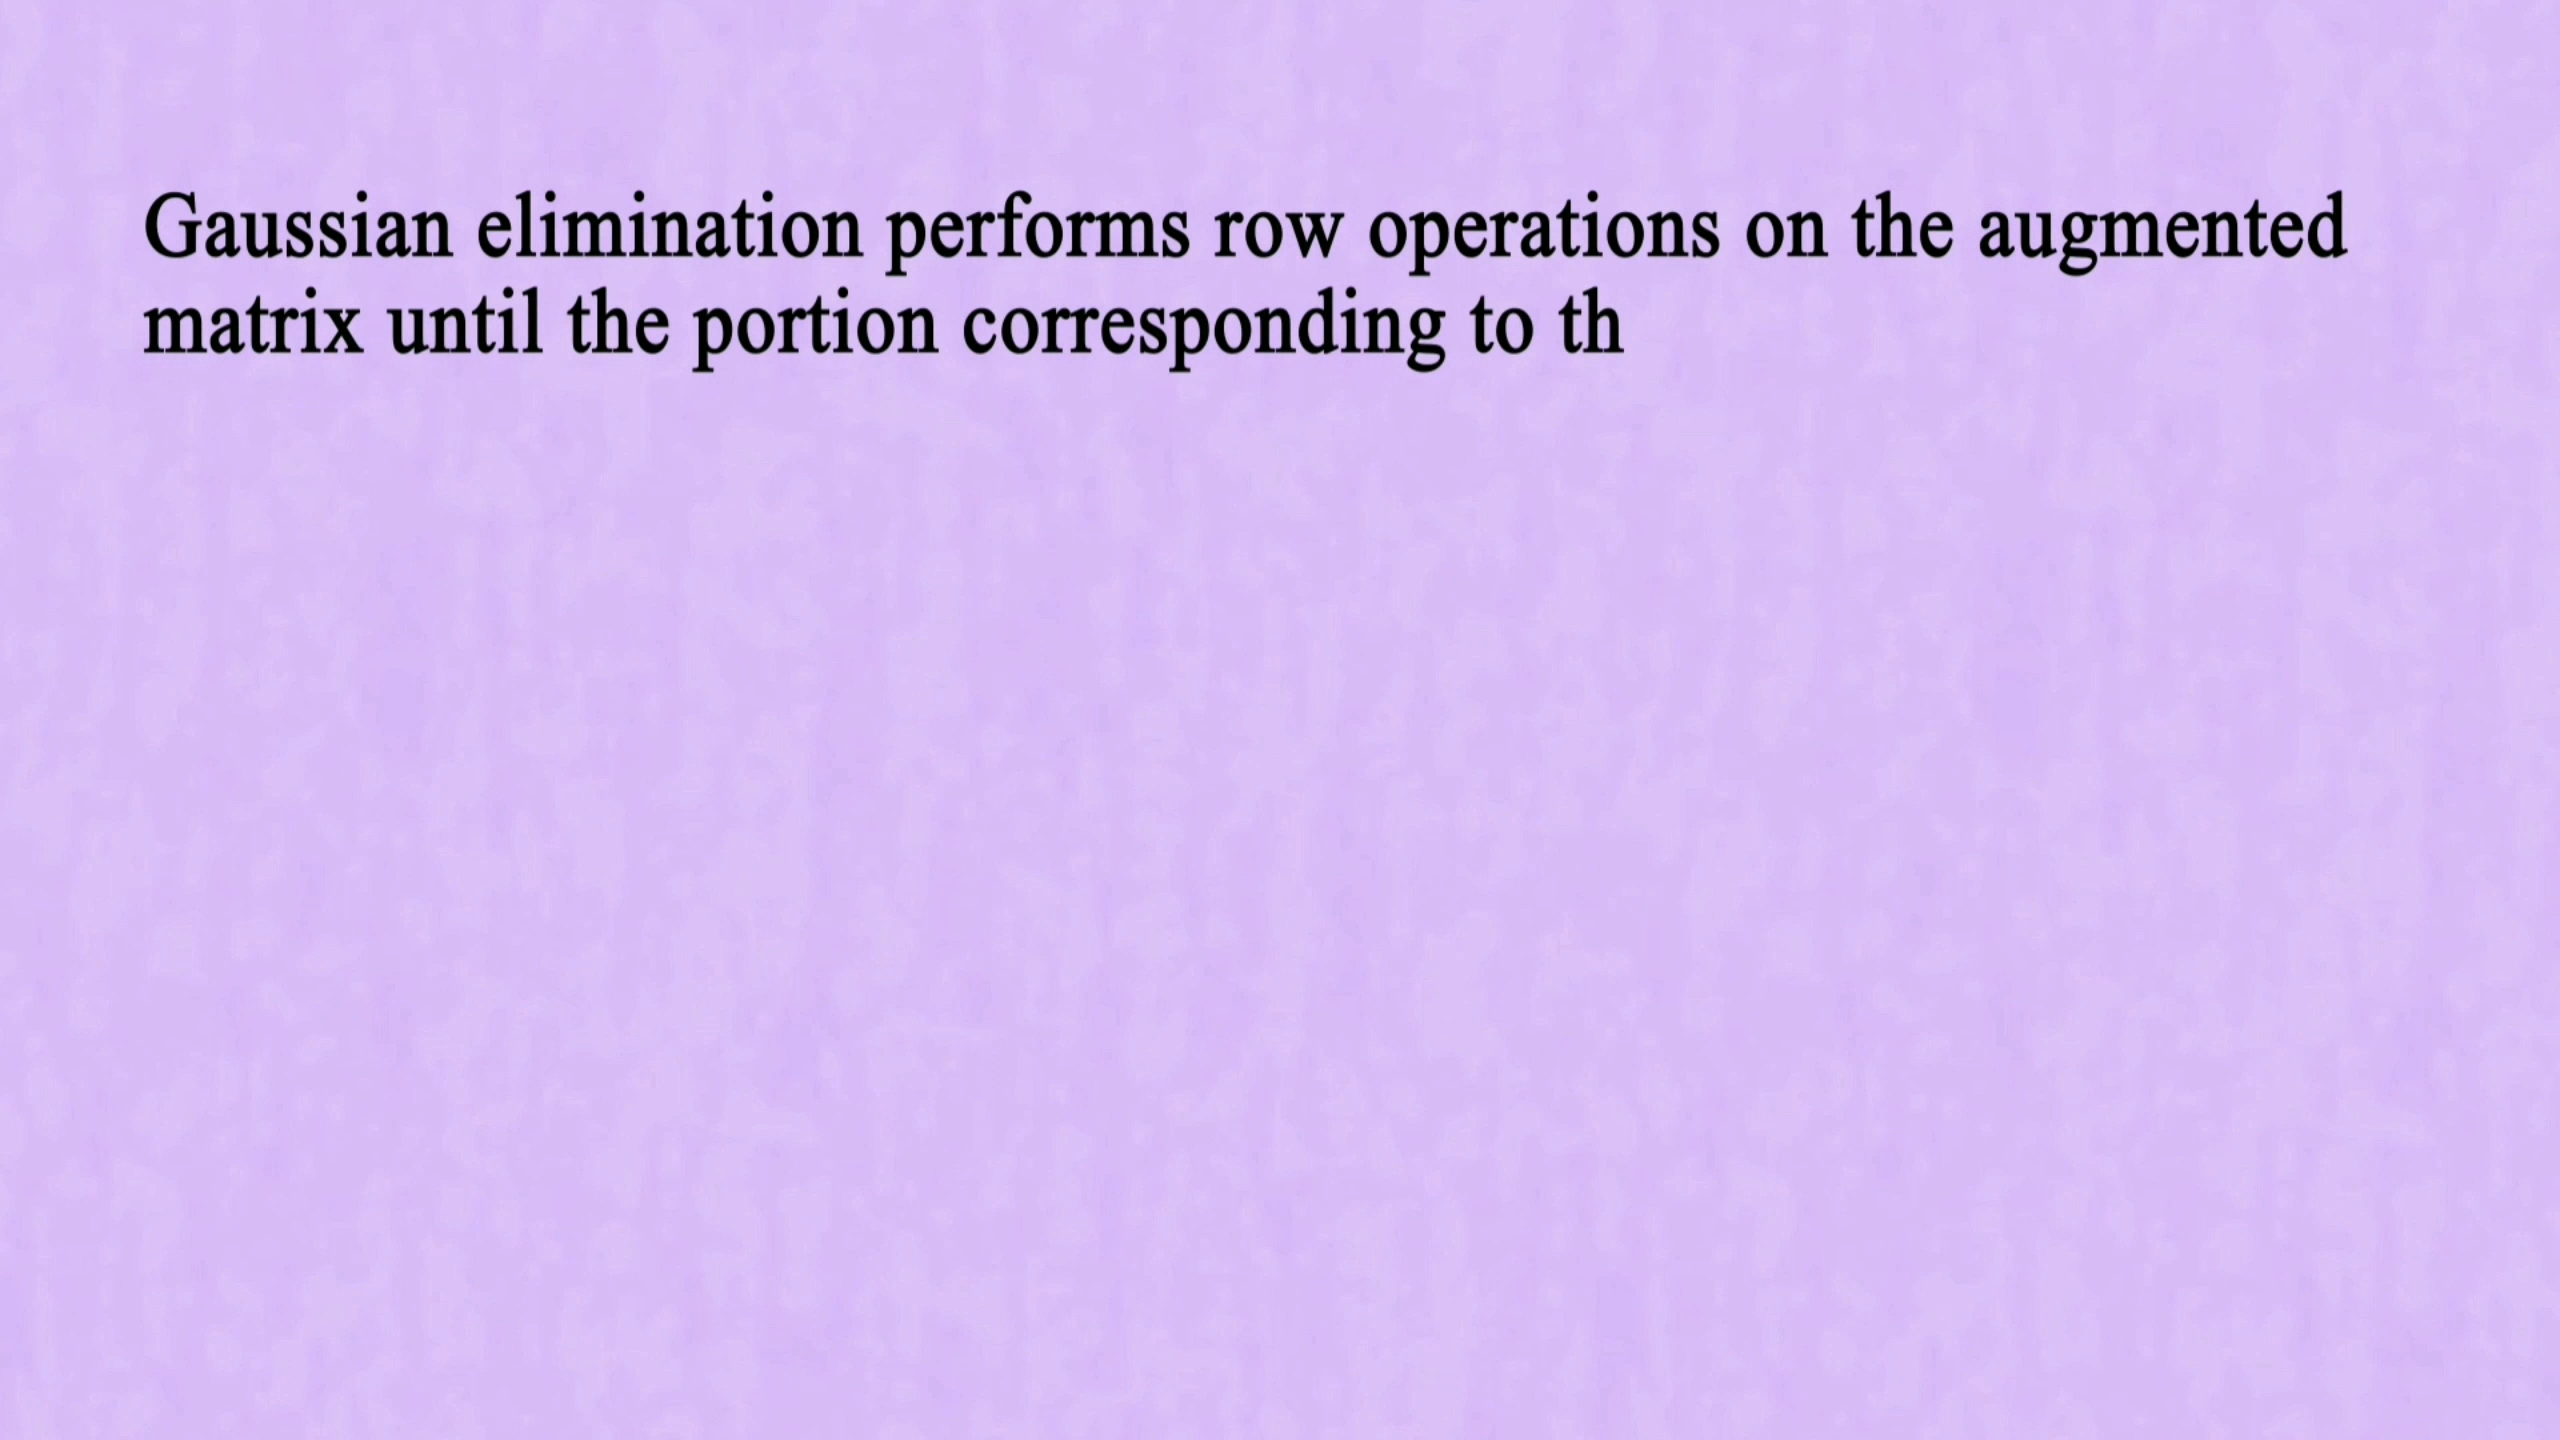 Gaussian elimination performs row operations on the augmented
matrix until the portion corresponding to th